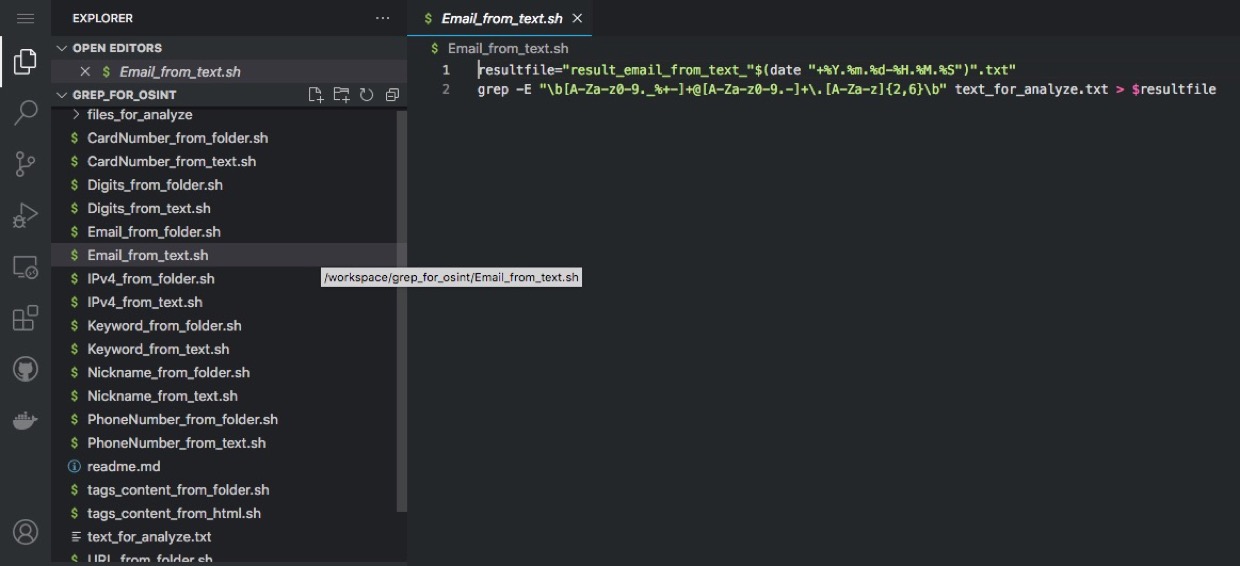 EXPLORER
OPEN EDITORS
Email_from_text.sh
GREP_FOR_OSINT
files_for_analyze
$ CardNumber_from_folder.sh
$ CardNumber_from_text.sh
$ Digits_from_folder.sh
$ Digits_from_text.sh
$ Email_from_folder.sh
$ Email_from_text.sh
/workspace/grep_for_osint/Email_from_text.sh
$ IPv4_from_folder.sh
$ IPv4_from_text.sh
$ Keyword_from_folder.sh
$ Keyword_from_text.sh
$ Nickname_from_folder.sh
$ Nickname_from_text.sh
$ PhoneNumber_from_folder.sh
$ PhoneNumber_from_text.sh
readme.md
$ tags_content_from_folder.sh
$ tags_content_from_html.sh
text_for_analyze.txt
$ URL_from_folder.sh
$ Email_from_text.sh
$ Email_from_text.sh
1 resultfile="result_email_from_text_"$(date "+%Y.%m.%d-%H.%M.%S")".txt"
2 grep -E "\b[A-Za-z0-9._%+-]+@[A-Za-z0-9.-]+\.[A-Za-z]{2,6}\b" text_for_analyze.txt > $resultfile